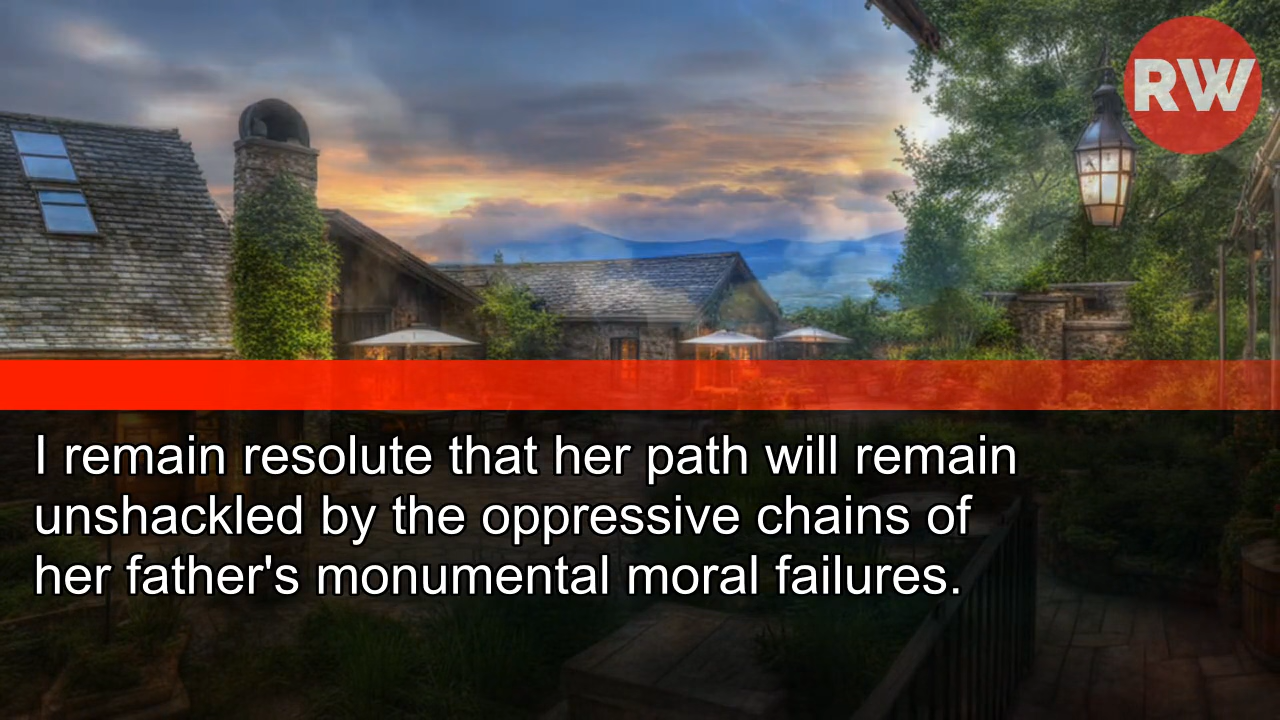 RW
I remain resolute that her path will remain
unshackled by the oppressive chains of
her father's monumental moral failures.